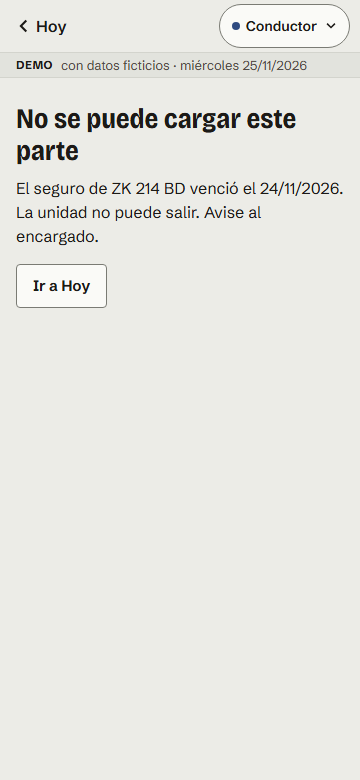 Hoy
Conductor
DEMO con datos ficticios · miércoles 25/11/2026
No se puede cargar este
parte
El seguro de ZK 214 BD venció el 24/11/2026.
La unidad no puede salir. Avise al
encargado.
Ir a Hoy